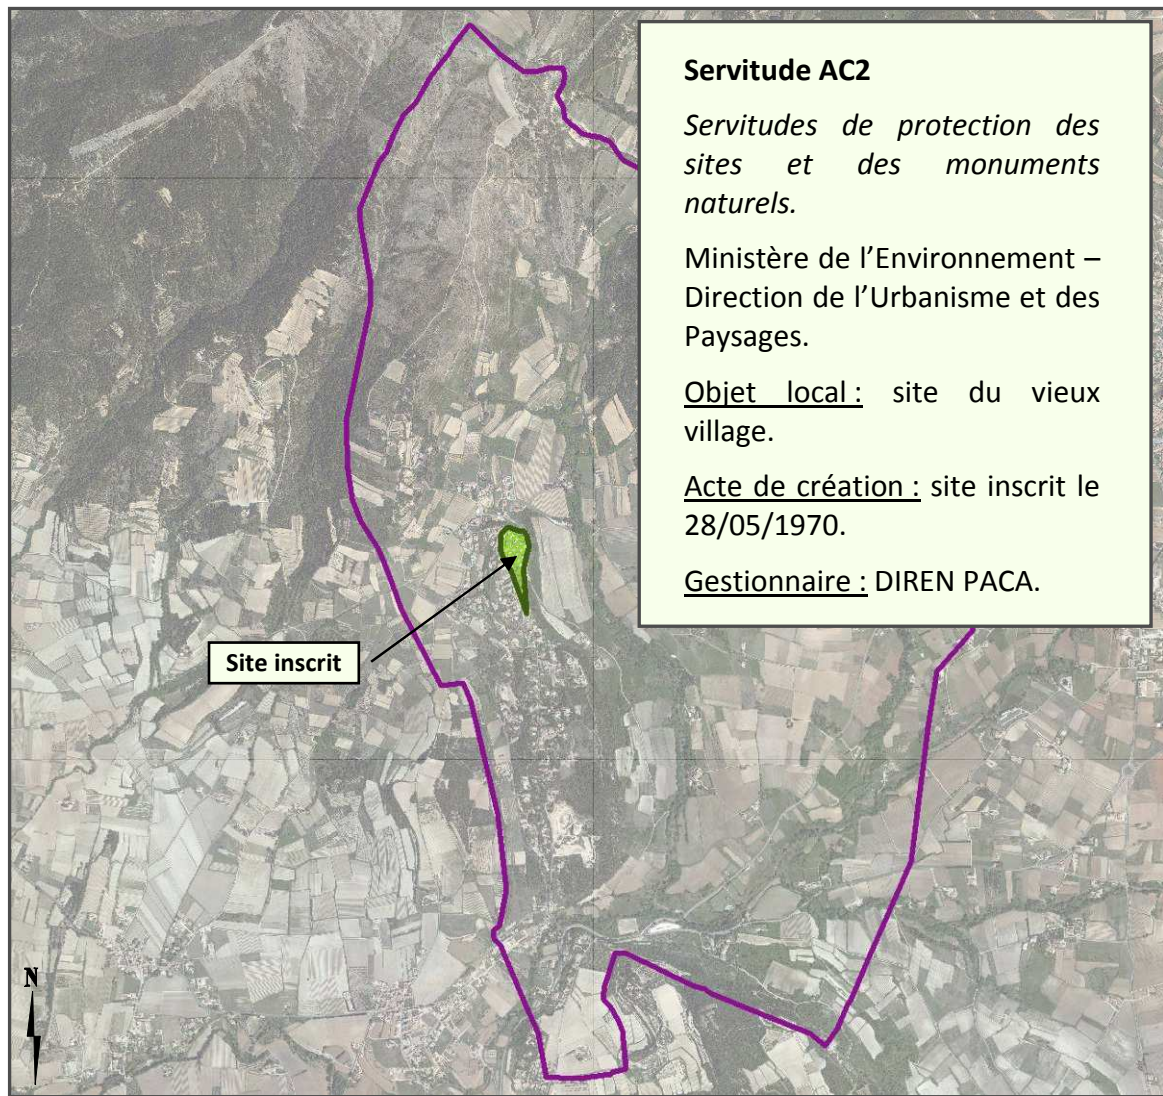 Servitude AC2
Servitudes de protection des
sites et des monuments
naturels.
Ministère de l’Environnement –
Direction de l’Urbanisme et des
Paysages.
Objet local : site du vieux
village.
Acte de création : site inscrit le
28/05/1970.
Gestionnaire : DIREN PACA.
Site inscrit
N